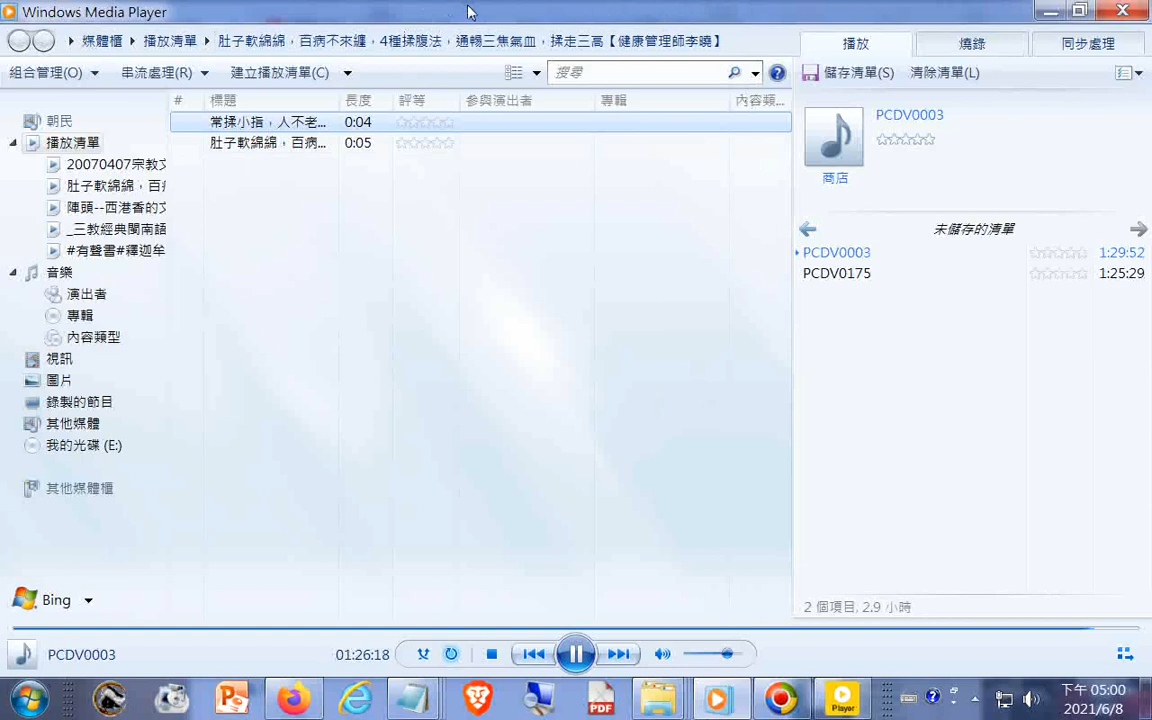 Windows Media Player
媒體櫃 播放清單 肚子軟綿綿，百病不來纏，4種揉腹法，通暢三焦氣血，揉走三高【健康管理師李曉】
播放 燒錄 同步處理
組合管理(O) 串流處理(R) 建立播放清單(C) 搜尋
儲存清單(S) 清除清單(L)
# 標題 長度 評等 參與演出者 專輯 內容類...
常揉小指，人不老... 0:04
肚子軟綿綿，百病... 0:05
朝民
播放清單
20070407宗教文
肚子軟綿綿，百疒
陣頭--西港香的文
_三教經典閩南語
#有聲書#釋迦牟
音樂
演出者
專輯
內容類型
視訊
圖片
錄製的節目
其他媒體
我的光碟 (E:)
其他媒體櫃
Bing
PCDV0003
商店
未儲存的清單
PCDV0003 1:29:52
PCDV0175 1:25:29
2 個項目, 2.9 小時
PCDV0003 01:26:18
PDF
Player
下午 05:00
2021/6/8